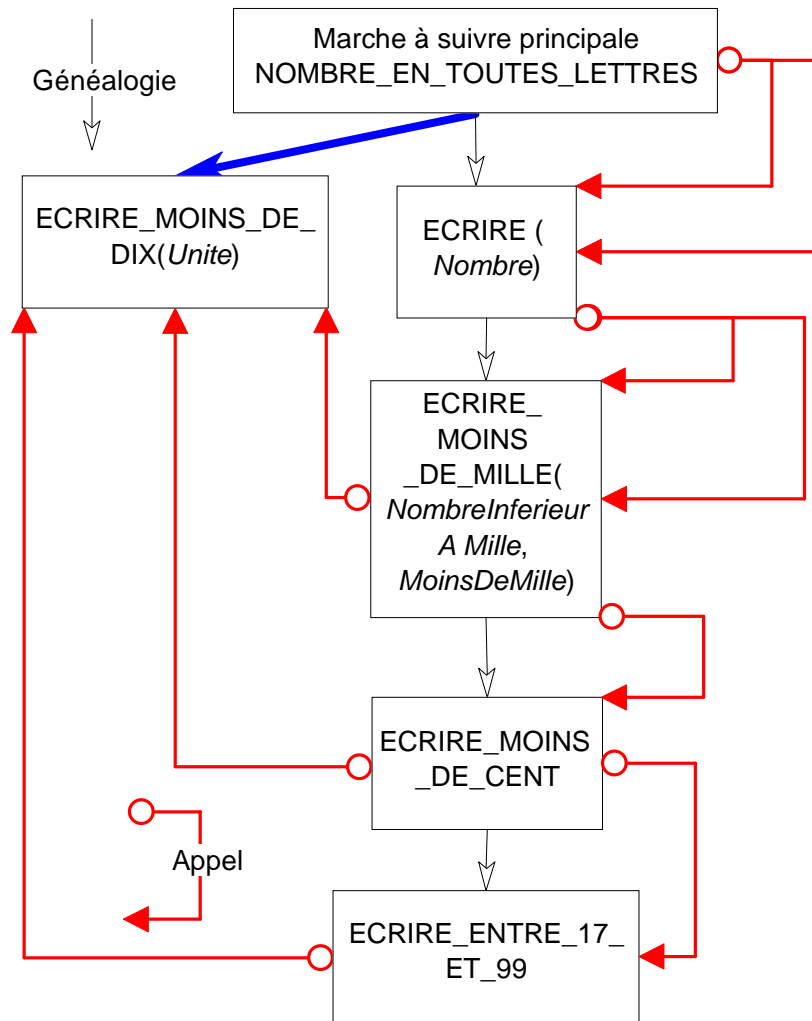 Marche à suivre principale
NOMBRE_EN_TOUTES_LETTRES
Généalogie
ECRIRE_MOINS_DE_
DIX(Unite)
ECRIRE (
Nombre)
ECRIRE_
MOINS
_DE_MILLE(
NombreInferieur
A Mille,
MoinsDeMille)
ECRIRE_MOINS
_DE_CENT
Appel
ECRIRE_ENTRE_17_
ET_99